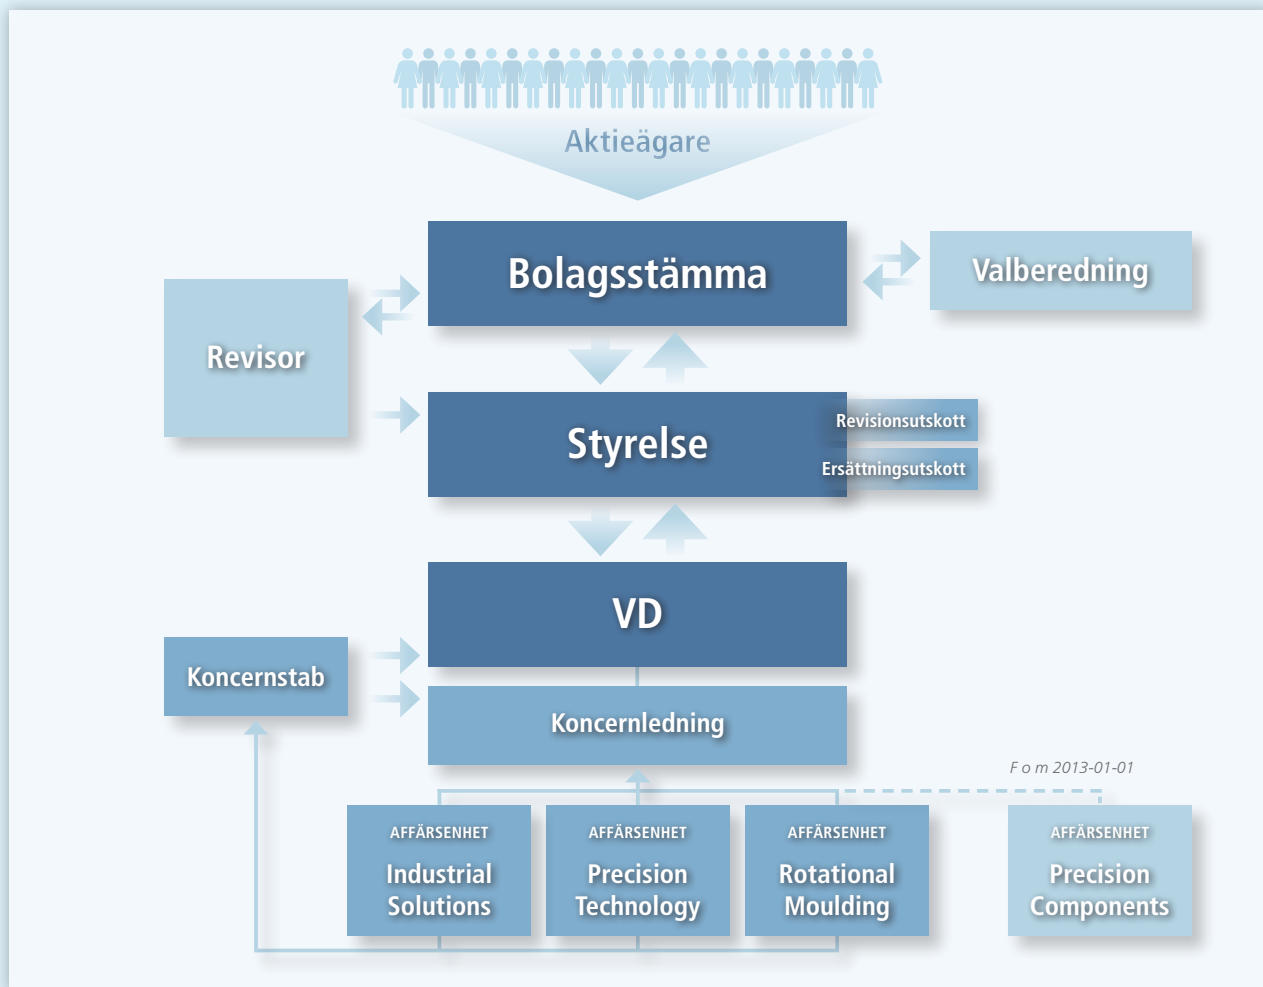 Aktieägare
Bolagsstämma
Valberedning
Revisor
Styrelse
Revisionsutskott
Ersättningsutskott
VD
Koncernstab
Koncernledning
F o m 2013-01-01
AFFÄRSENHET
Industrial
Solutions
AFFÄRSENHET
Precision
Technology
AFFÄRSENHET
Rotational
Moulding
AFFÄRSENHET
Precision
Components